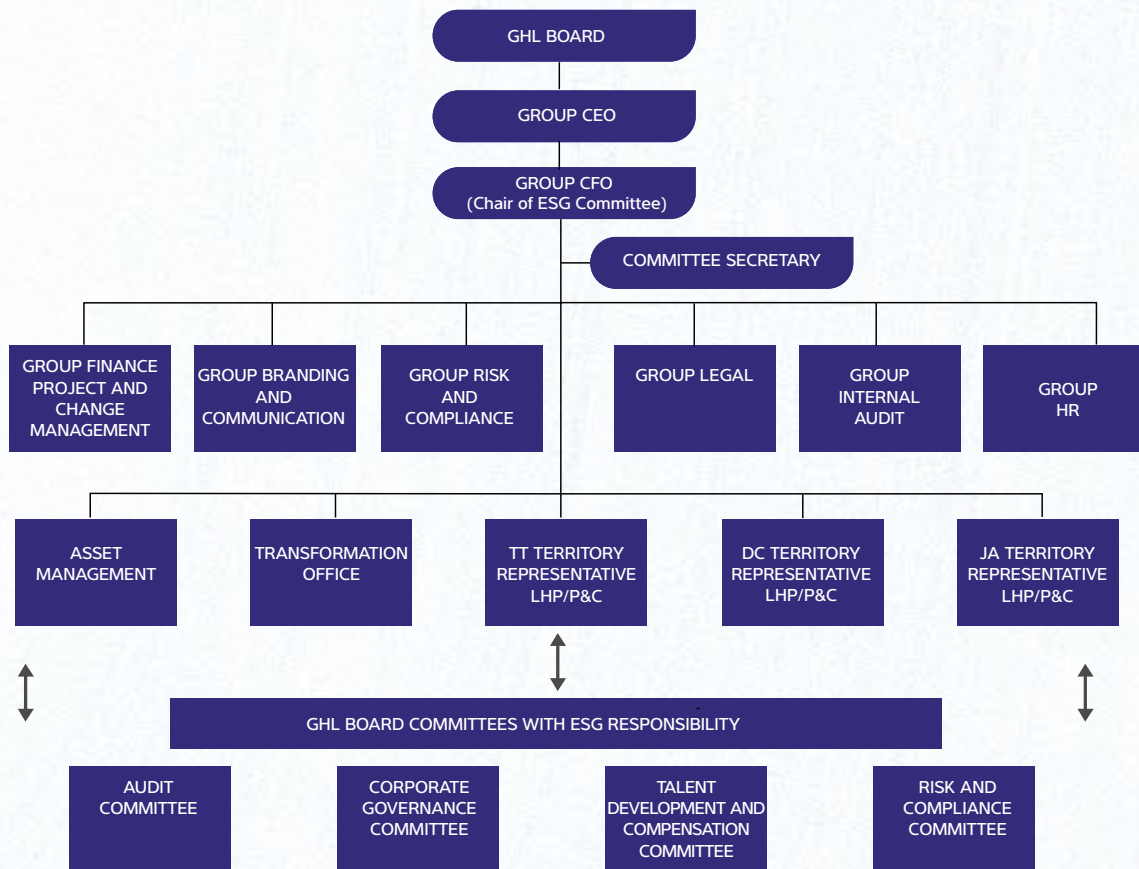 GHL BOARD
GROUP CEO
GROUP CFO
(Chair of ESG Committee)
COMMITTEE SECRETARY
GROUP FINANCE
PROJECT AND
CHANGE
MANAGEMENT
GROUP BRANDING
AND
COMMUNICATION
GROUP RISK
AND
COMPLIANCE
GROUP LEGAL
GROUP
INTERNAL
AUDIT
GROUP
HR
ASSET
MANAGEMENT
TRANSFORMATION
OFFICE
TT TERRITORY
REPRESENTATIVE
LHP/P&C
DC TERRITORY
REPRESENTATIVE
LHP/P&C
JA TERRITORY
REPRESENTATIVE
LHP/P&C
GHL BOARD COMMITTEES WITH ESG RESPONSIBILITY
AUDIT
COMMITTEE
CORPORATE
GOVERNANCE
COMMITTEE
TALENT
DEVELOPMENT AND
COMPENSATION
COMMITTEE
RISK AND
COMPLIANCE
COMMITTEE